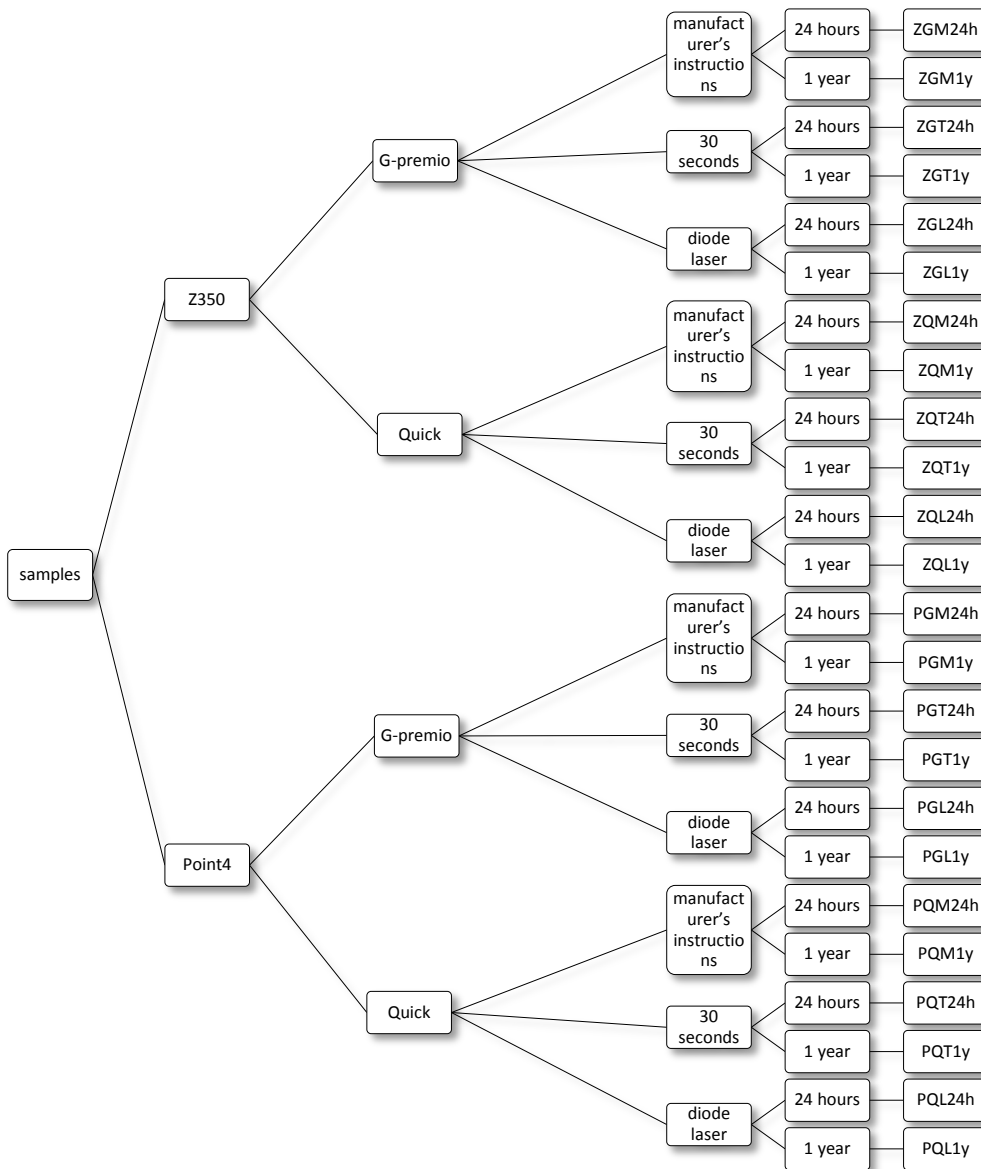 samples
Z350
Point4
G-premio
Quick
G-premio
Quick
manufact
urer's
instructio
ns
24 hours
ZGM24h
1 year
ZGM1y
30
seconds
24 hours
ZGT24h
1 year
ZGT1y
diode
laser
24 hours
ZGL24h
1 year
ZGL1y
manufact
urer's
instructio
ns
24 hours
ZQM24h
1 year
ZQM1y
30
seconds
24 hours
ZQT24h
1 year
ZQT1y
diode
laser
24 hours
ZQL24h
1 year
ZQL1y
manufact
urer's
instructio
ns
24 hours
PGM24h
1 year
PGM1y
30
seconds
24 hours
PGT24h
1 year
PGT1y
diode
laser
24 hours
PGL24h
1 year
PGL1y
manufact
urer's
instructio
ns
24 hours
PQM24h
1 year
PQM1y
30
seconds
24 hours
PQT24h
1 year
PQT1y
diode
laser
24 hours
PQL24h
1 year
PQL1y